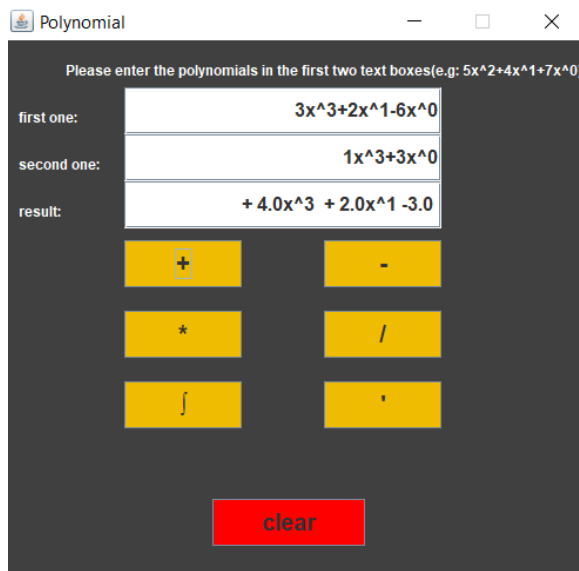 Polynomial
Please enter the polynomials in the first two text boxes(e.g: 5x^2+4x^1+7x^0)
first one: 3x^3+2x^1-6x^0
second one: 1x^3+3x^0
result: + 4.0x^3 + 2.0x^1 -3.0
+ -
* /
∫ '
clear